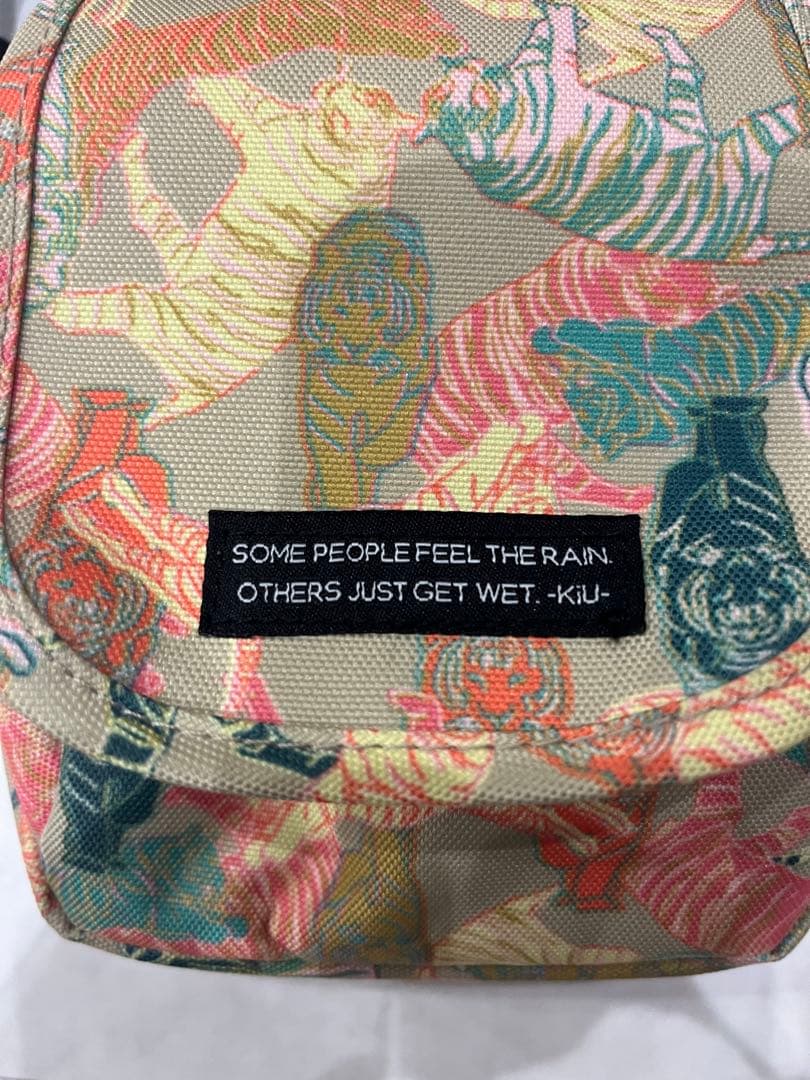 SOME PEOPLE FEEL THE RAIN.
OTHERS JUST GET WET. -KiU-